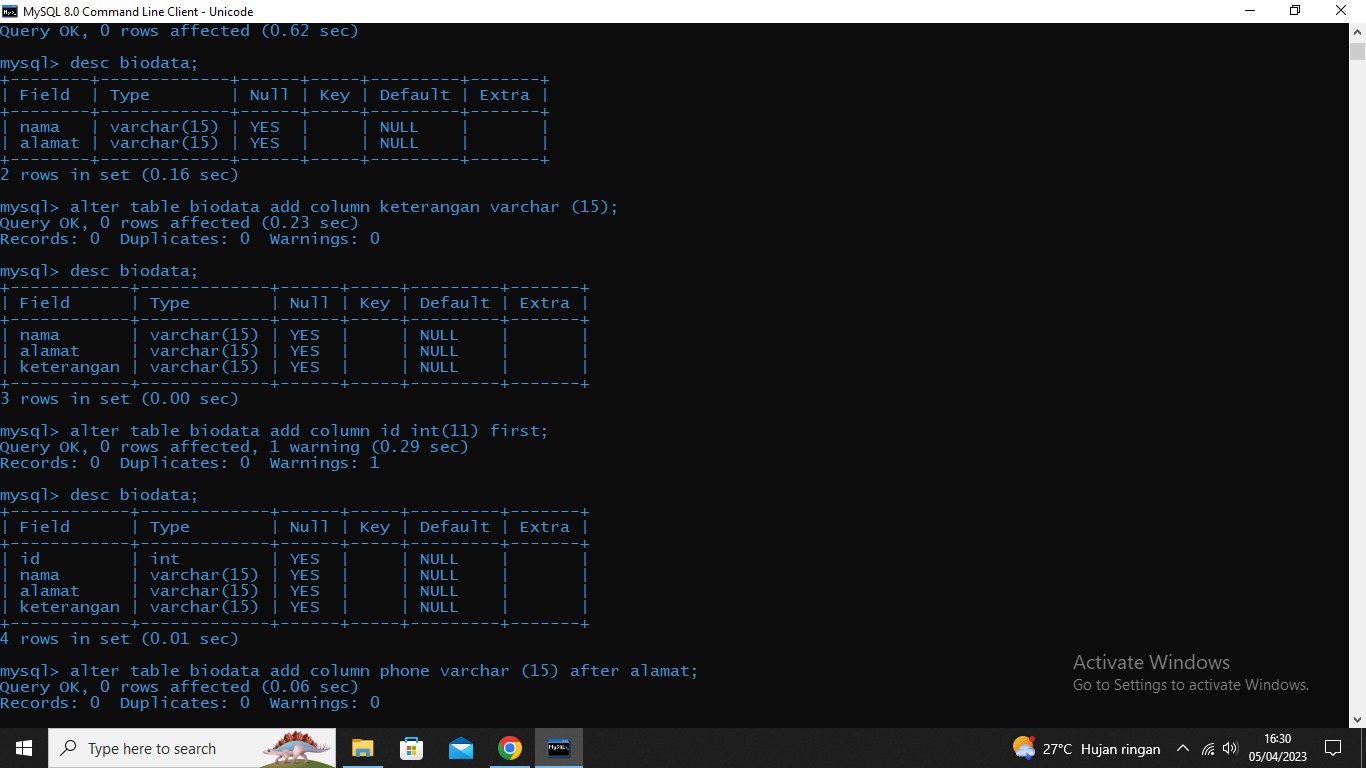 MySQL 8.0 Command Line Client - Unicode
Query OK, 0 rows affected (0.62 sec)
mysql> desc biodata;
+--------+-------------+------+-----+---------+-------+
| Field  | Type        | Null | Key | Default | Extra |
+--------+-------------+------+-----+---------+-------+
| nama   | varchar(15) | YES  |     | NULL    |       |
| alamat | varchar(15) | YES  |     | NULL    |       |
+--------+-------------+------+-----+---------+-------+
2 rows in set (0.16 sec)
mysql> alter table biodata add column keterangan varchar (15);
Query OK, 0 rows affected (0.23 sec)
Records: 0  Duplicates: 0  Warnings: 0
mysql> desc biodata;
+------------+-------------+------+-----+---------+-------+
| Field      | Type        | Null | Key | Default | Extra |
+------------+-------------+------+-----+---------+-------+
| nama       | varchar(15) | YES  |     | NULL    |       |
| alamat     | varchar(15) | YES  |     | NULL    |       |
| keterangan | varchar(15) | YES  |     | NULL    |       |
+------------+-------------+------+-----+---------+-------+
3 rows in set (0.00 sec)
mysql> alter table biodata add column id int(11) first;
Query OK, 0 rows affected, 1 warning (0.29 sec)
Records: 0  Duplicates: 0  Warnings: 1
mysql> desc biodata;
+------------+-------------+------+-----+---------+-------+
| Field      | Type        | Null | Key | Default | Extra |
+------------+-------------+------+-----+---------+-------+
| id         | int         | YES  |     | NULL    |       |
| nama       | varchar(15) | YES  |     | NULL    |       |
| alamat     | varchar(15) | YES  |     | NULL    |       |
| keterangan | varchar(15) | YES  |     | NULL    |       |
+------------+-------------+------+-----+---------+-------+
4 rows in set (0.01 sec)
mysql> alter table biodata add column phone varchar (15) after alamat;
Query OK, 0 rows affected (0.06 sec)
Records: 0  Duplicates: 0  Warnings: 0
Activate Windows
Go to Settings to activate Windows.
Type here to search
MySQL
27°C Hujan ringan
16:30
05/04/2023